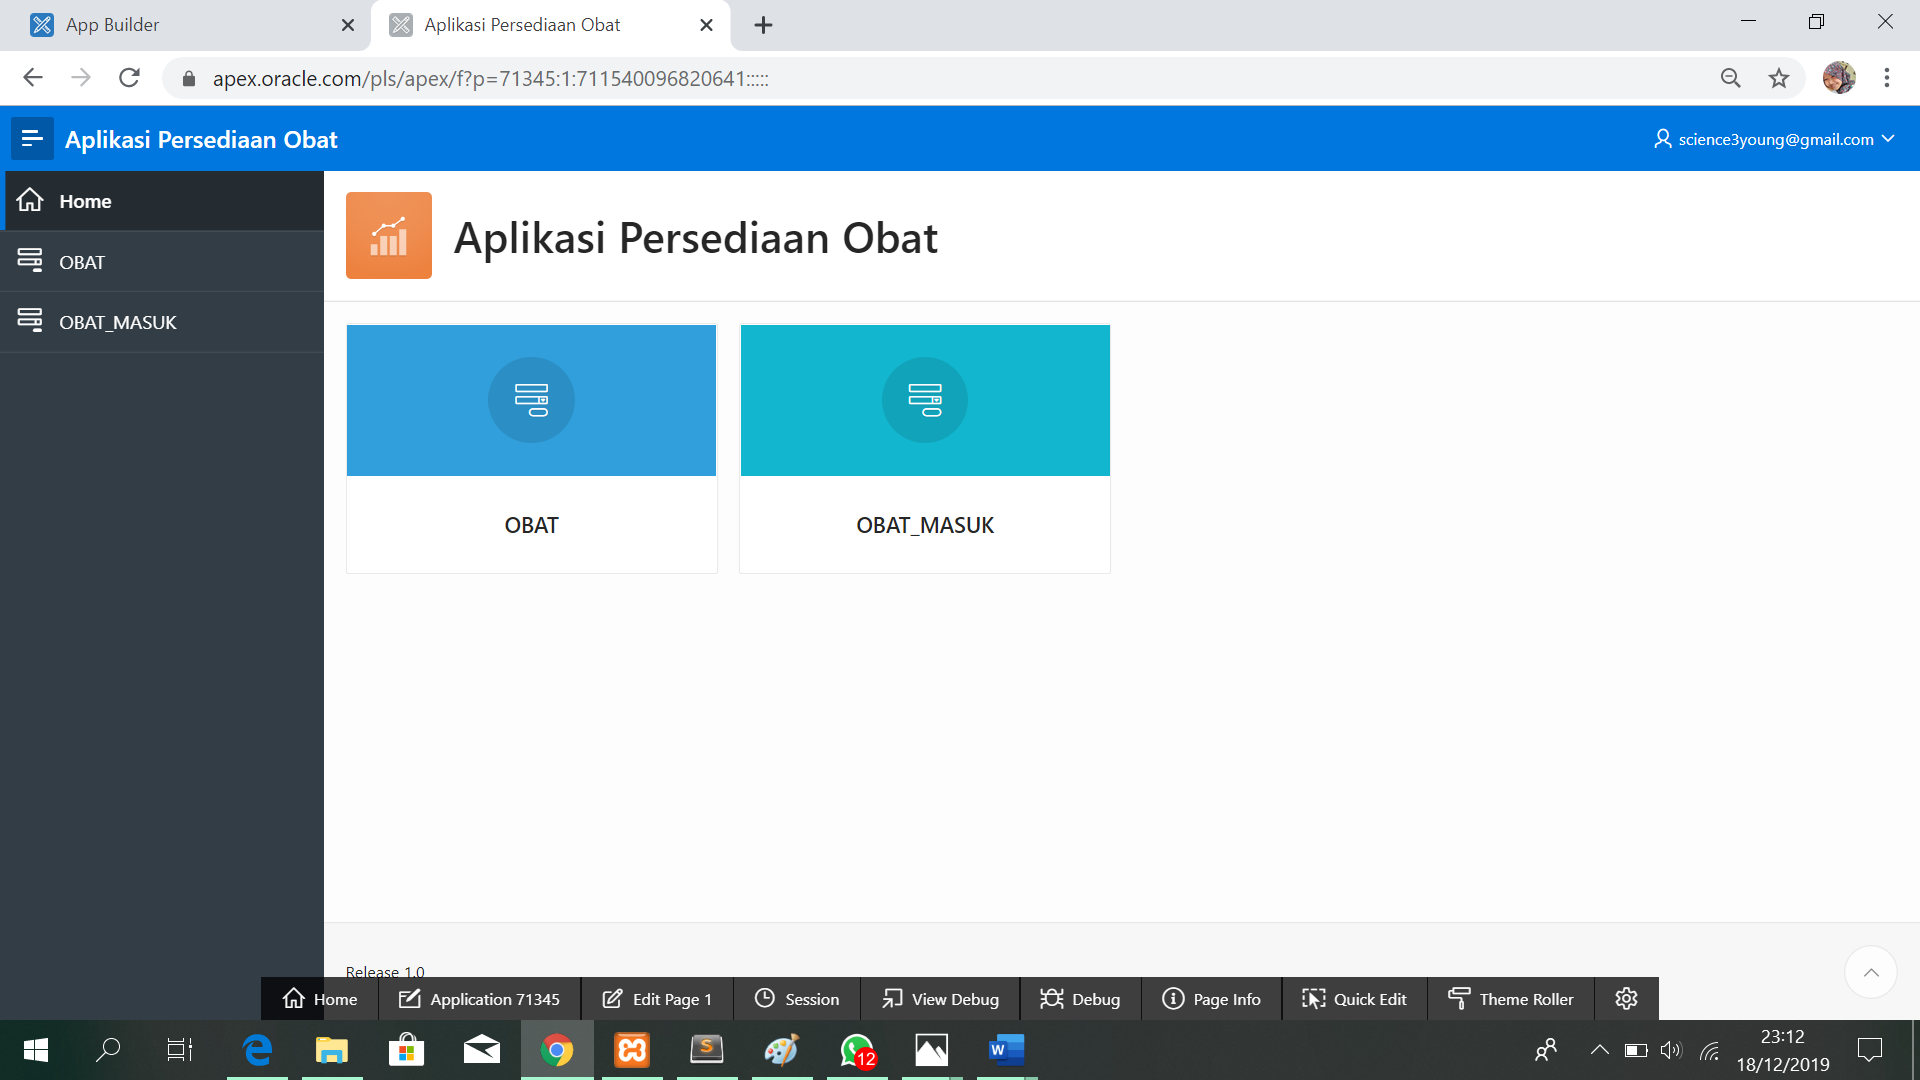 App Builder
Aplikasi Persediaan Obat
apex.oracle.com/pls/apex/f?p=71345:1:711540096820641:::::
Aplikasi Persediaan Obat
science3young@gmail.com
Home
OBAT
OBAT_MASUK
Aplikasi Persediaan Obat
OBAT
OBAT_MASUK
Release 1.0
Home
Application 71345
Edit Page 1
Session
View Debug
Debug
Page Info
Quick Edit
Theme Roller
S
12
W
23:12
18/12/2019